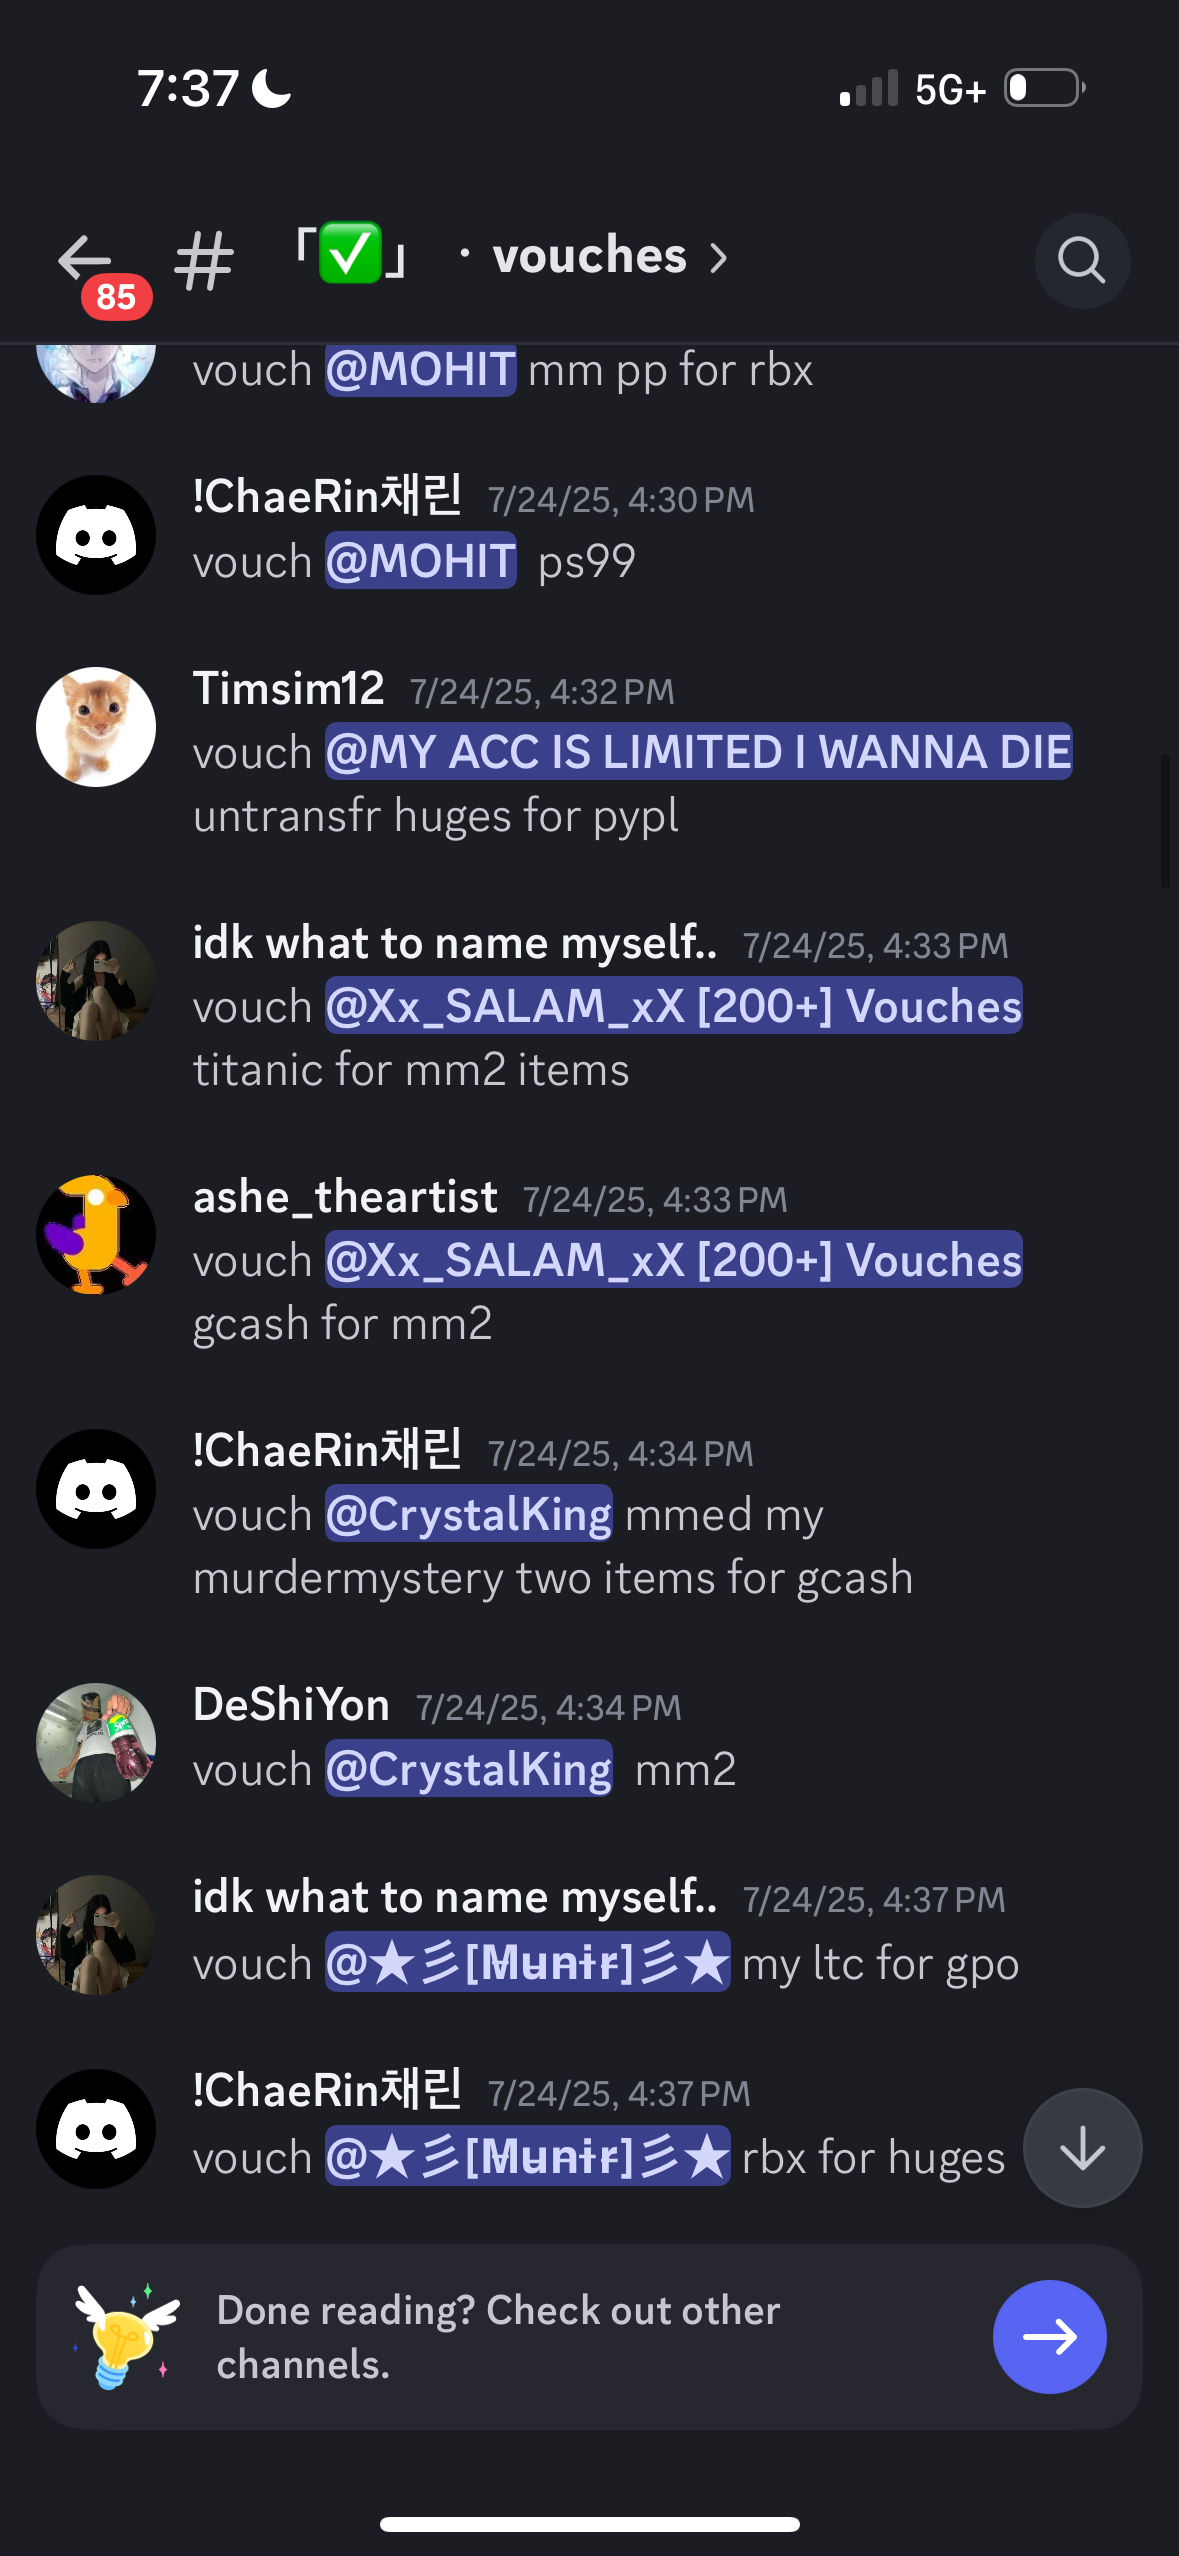 7:37
5G+
85
「✅」 · vouches
vouch @MOHIT mm pp for rbx
!ChaeRin채린 7/24/25, 4:30 PM
vouch @MOHIT ps99
Timsim12 7/24/25, 4:32 PM
vouch @MY ACC IS LIMITED I WANNA DIE
untransfr huges for pypl
idk what to name myself.. 7/24/25, 4:33 PM
vouch @Xx_SALAM_xX [200+] Vouches
titanic for mm2 items
ashe_theartist 7/24/25, 4:33 PM
vouch @Xx_SALAM_xX [200+] Vouches
gcash for mm2
!ChaeRin채린 7/24/25, 4:34 PM
vouch @CrystalKing mmed my
murdermystery two items for gcash
DeShiYon 7/24/25, 4:34 PM
vouch @CrystalKing mm2
idk what to name myself.. 7/24/25, 4:37 PM
vouch @★彡[M̵u̵n̵i̵r̵]彡★ my ltc for gpo
!ChaeRin채린 7/24/25, 4:37 PM
vouch @★彡[M̵u̵n̵i̵r̵]彡★ rbx for huges
Done reading? Check out other
channels.